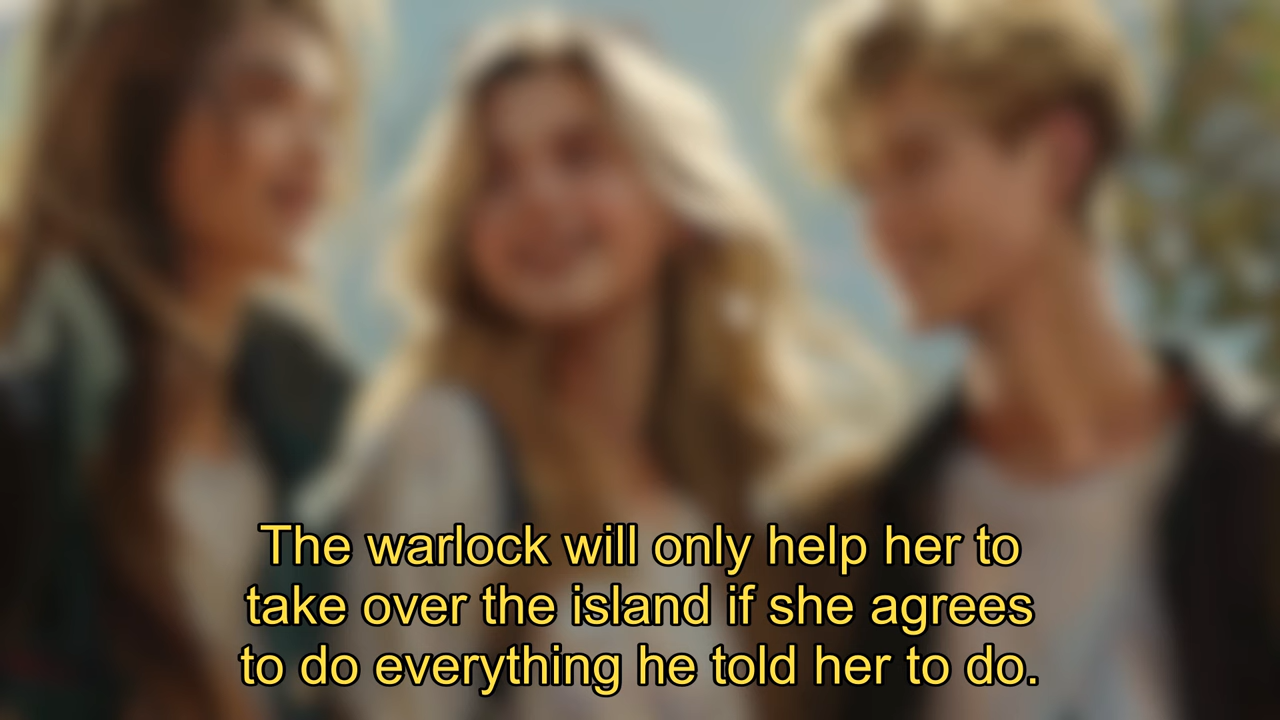 The warlock will only help her to
take over the island if she agrees
to do everything he told her to do.